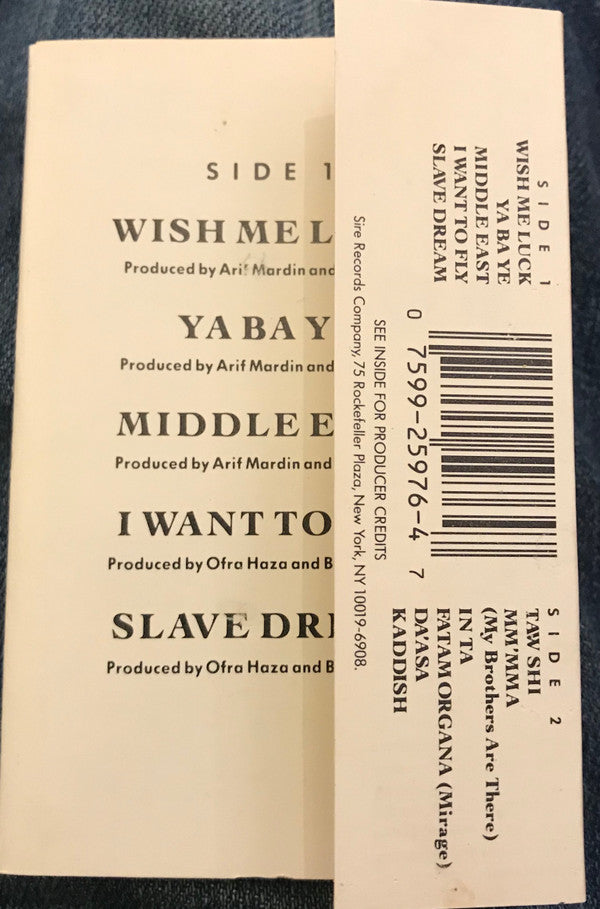 SIDE 1
WISH ME L
Produced by Arif Mardin and
YA BA Y
Produced by Arif Mardin and
MIDDLE E
Produced by Arif Mardin and
I WANT TO
Produced by Ofra Haza and B
SLAVE DRE
Produced by Ofra Haza and B
SIDE 1
WISH ME LUCK
YA BA YE
MIDDLE EAST
I WANT TO FLY
SLAVE DREAM
0 7599-25976-4 7
SEE INSIDE FOR PRODUCER CREDITS
Sire Records Company, 75 Rockefeller Plaza, New York, NY 10019-6908.
SIDE 2
TAW SHI
MM'MMA
(My Brothers Are There)
IN TA
FATAMORGANA (Mirage)
DA'ASA
KADDISH